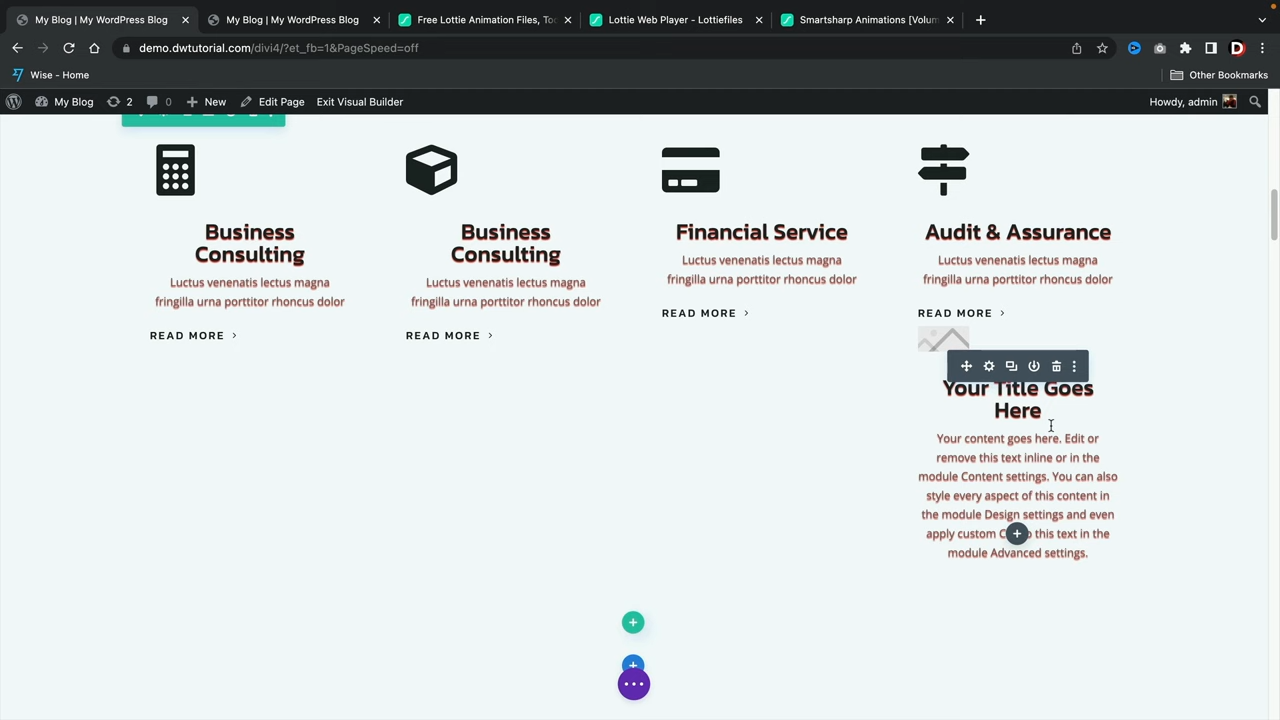 My Blog | My WordPress Blog
My Blog | My WordPress Blog
Free Lottie Animation Files, Too
Lottie Web Player - Lottiefiles
Smartsharp Animations [Volum
demo.dwtutorial.com/divi4/?et_fb=1&PageSpeed=off
Wise - Home
Other Bookmarks
My Blog
2
0
New
Edit Page
Exit Visual Builder
Howdy, admin
Business
Consulting
Luctus venenatis lectus magna
fringilla urna porttitor rhoncus dolor
READ MORE
Business
Consulting
Luctus venenatis lectus magna
fringilla urna porttitor rhoncus dolor
READ MORE
Financial Service
Luctus venenatis lectus magna
fringilla urna porttitor rhoncus dolor
READ MORE
Audit & Assurance
Luctus venenatis lectus magna
fringilla urna porttitor rhoncus dolor
READ MORE
Your Title Goes
Here
Your content goes here. Edit or
remove this text inline or in the
module Content settings. You can also
style every aspect of this content in
the module Design settings and even
apply custom this text in the
module Advanced settings.